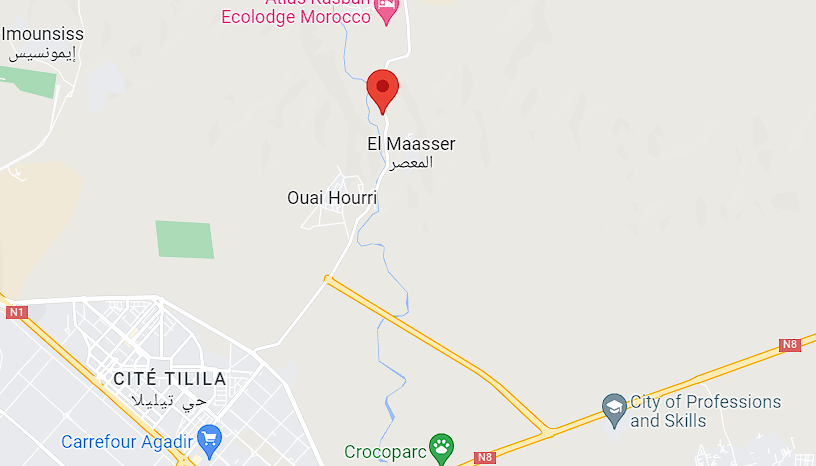 Atlas Kasbah
Ecolodge Morocco
Imounsiss
إيمونسيس
El Maasser
المعصر
Ouai Hourri
N1
N8
CITÉ TILILA
حي تيليلا
City of Professions
and Skills
Carrefour Agadir
Crocoparc
N8